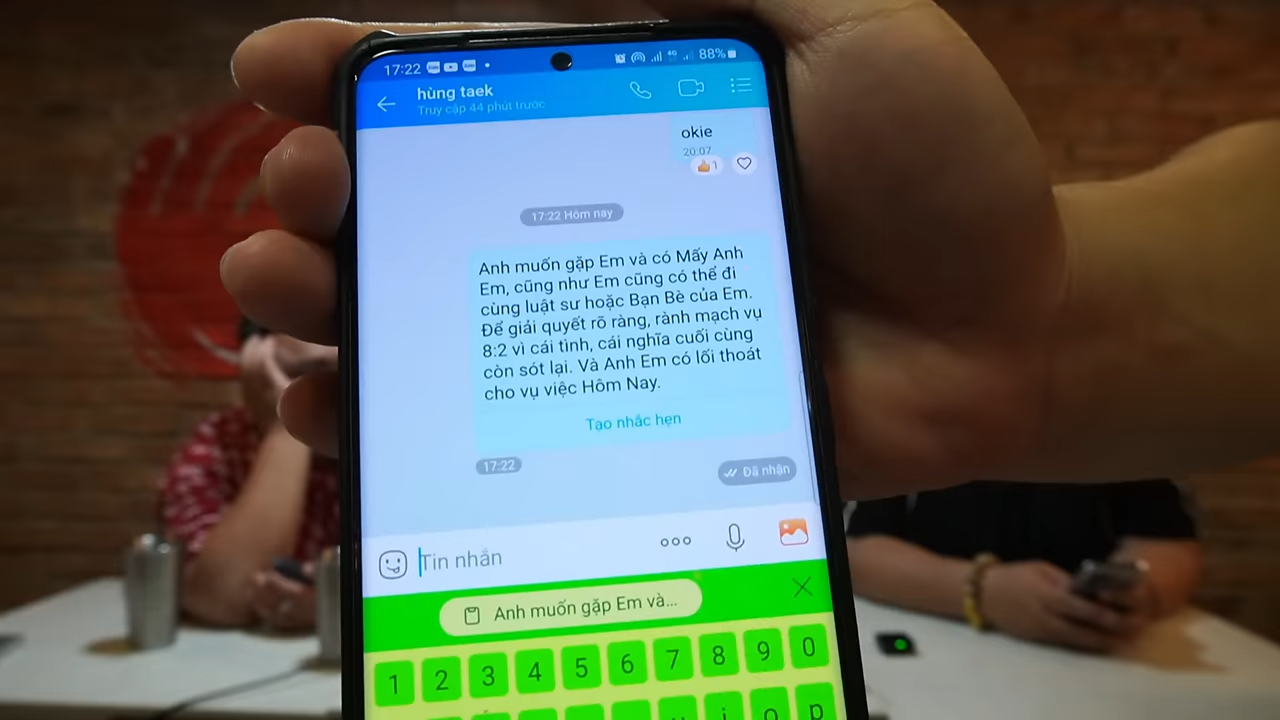 17:22
88%
hùng taek
Truy cập 44 phút trước
okie
20:07
1
17:22 Hôm nay
Anh muốn gặp Em và có Mấy Anh
Em, cũng như Em cũng có thể đi
cùng luật sư hoặc Bạn Bè của Em.
Để giải quyết rõ ràng, rành mạch vụ
8:2 vì cái tình, cái nghĩa cuối cùng
còn sót lại. Và Anh Em có lối thoát
cho vụ việc Hôm Nay.
Tạo nhắc hẹn
17:22
Đã nhận
Tin nhắn
Anh muốn gặp Em và...
1 2 3 4 5 6 7 8 9 0
u i o p